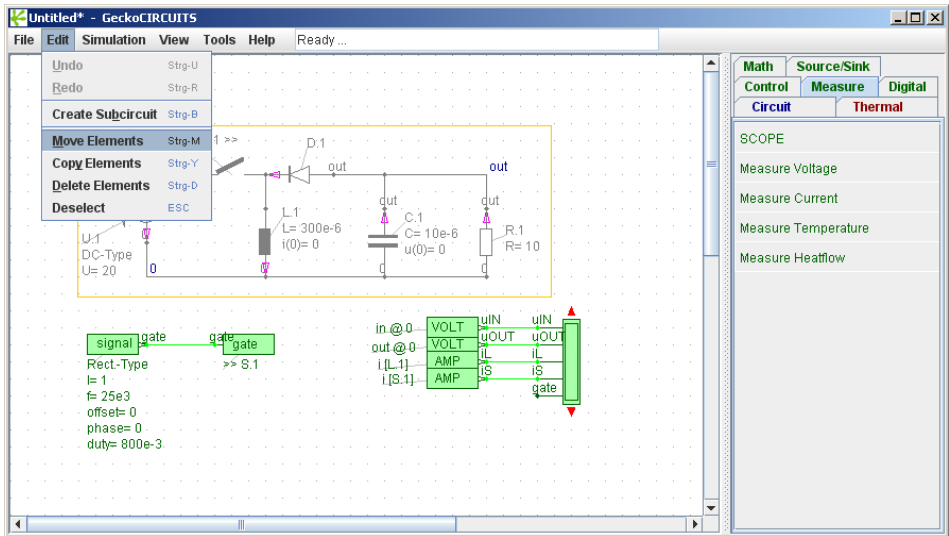 Untitled* - GeckoCIRCUITS
File Edit Simulation View Tools Help Ready ...
Undo Strg-U
Redo Strg-R
Create Subcircuit Strg-B
Move Elements Strg-M
Copy Elements Strg-Y
Delete Elements Strg-D
Deselect ESC
Math Source/Sink
Control Measure Digital
Circuit Thermal
SCOPE
Measure Voltage
Measure Current
Measure Temperature
Measure Heatflow
1 >>
D.1
out
out
out
out
L.1
L= 300e-6
i(0)= 0
C.1
C= 10e-6
u(0)= 0
R.1
R= 10
U.1
DC-Type
U= 20
0
0
0
0
0
signal gate gate gate
Rect.-Type >> S.1
I= 1
f= 25e3
offset= 0
phase= 0
duty= 800e-3
in @ 0 VOLT uIN uIN
out @ 0 VOLT uOUT uOUT
i.[L.1] AMP iL iL
i.[S.1] AMP iS iS
gate